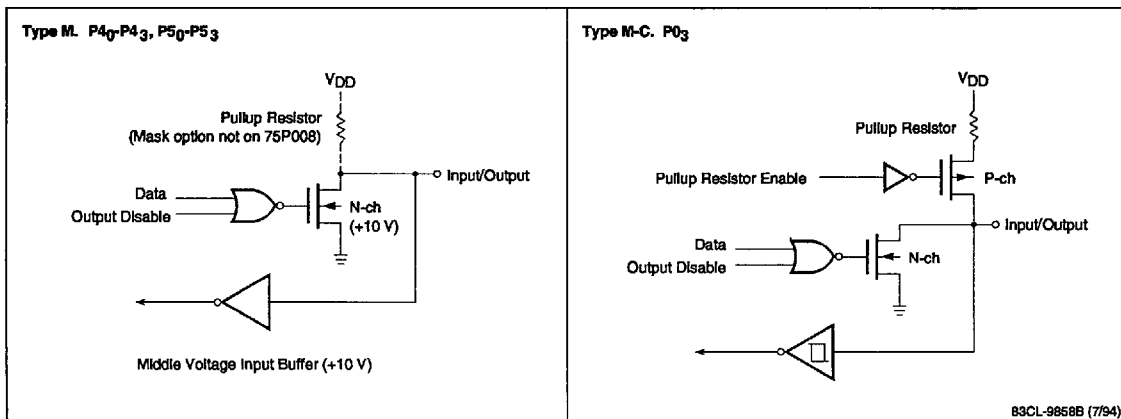 Type M. P4₀-P4₃, P5₀-P5₃
VDD
Pullup Resistor
(Mask option not on 75P008)
Input/Output
Data
Output Disable
N-ch
(+10 V)
Middle Voltage Input Buffer (+10 V)
Type M-C. P0₃
VDD
Pullup Resistor
Pullup Resistor Enable
P-ch
Input/Output
Data
Output Disable
N-ch
83CL-9858B (7/94)